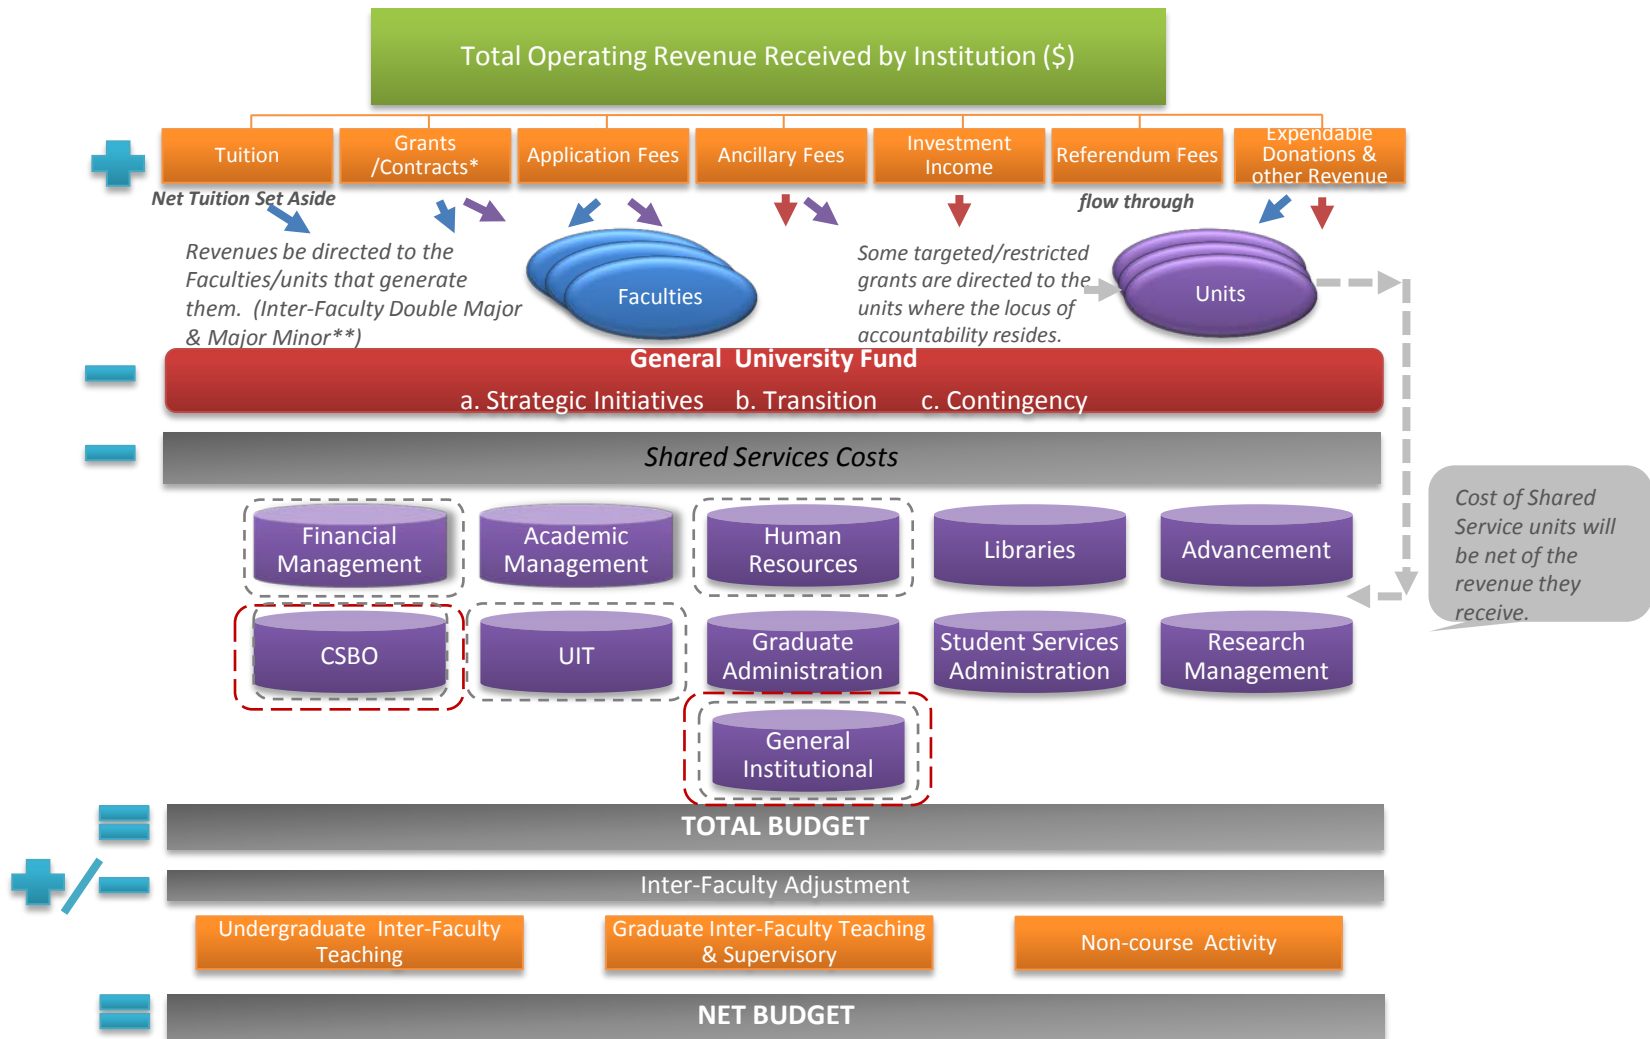 Total Operating Revenue Received by Institution ($)
Tuition
Grants
/Contracts*
Application Fees
Ancillary Fees
Investment
Income
Referendum Fees
Expendable
Donations &
other Revenue
Net Tuition Set Aside
flow through
Revenues be directed to the
Faculties/units that generate
them. (Inter-Faculty Double Major
& Major Minor**)
Faculties
Some targeted/restricted
grants are directed to the
units where the locus of
accountability resides.
Units
General University Fund
a. Strategic Initiatives b. Transition c. Contingency
Shared Services Costs
Financial
Management
Academic
Management
Human
Resources
Libraries
Advancement
Cost of Shared
Service units will
be net of the
revenue they
receive.
CSBO
UIT
Graduate
Administration
Student Services
Administration
Research
Management
General
Institutional
TOTAL BUDGET
Inter-Faculty Adjustment
Undergraduate Inter-Faculty
Teaching
Graduate Inter-Faculty Teaching
& Supervisory
Non-course Activity
NET BUDGET